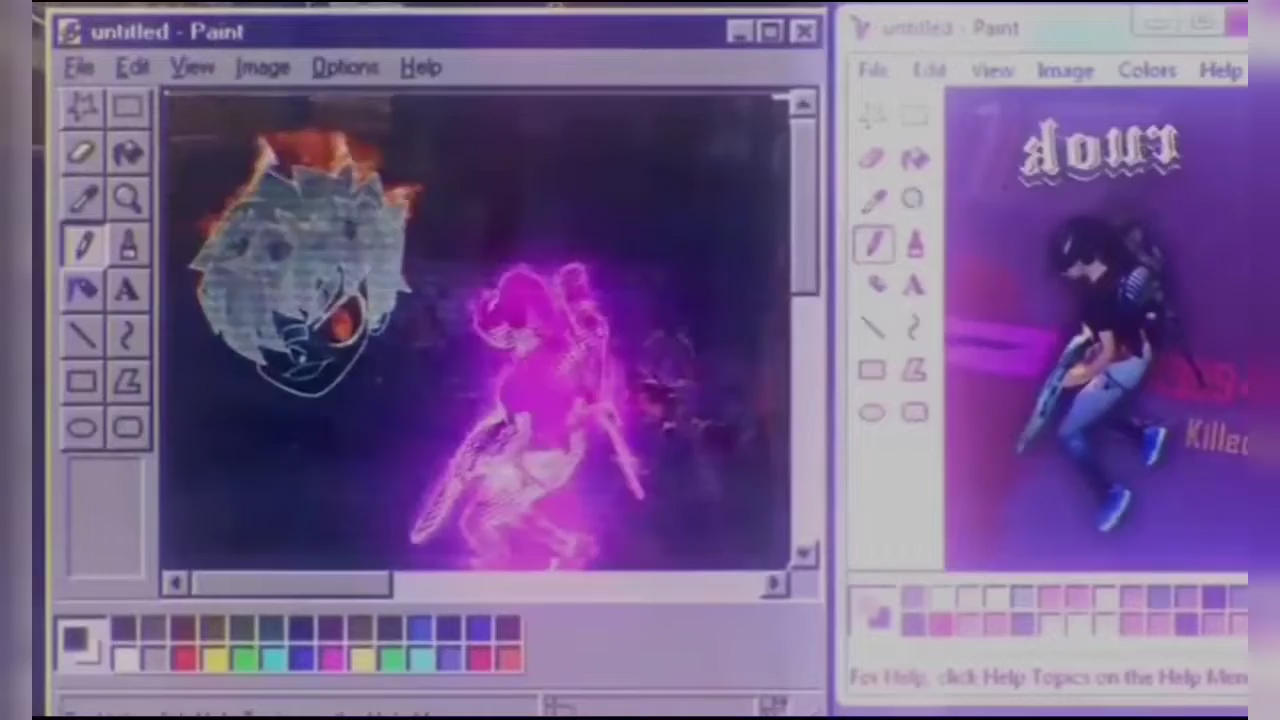 untitled - Paint
File Edit View Image Options Help
A
untitled - Paint
File Edit View Image Colors Help
A
Killed
For Help, click Help Topics on the Help Men